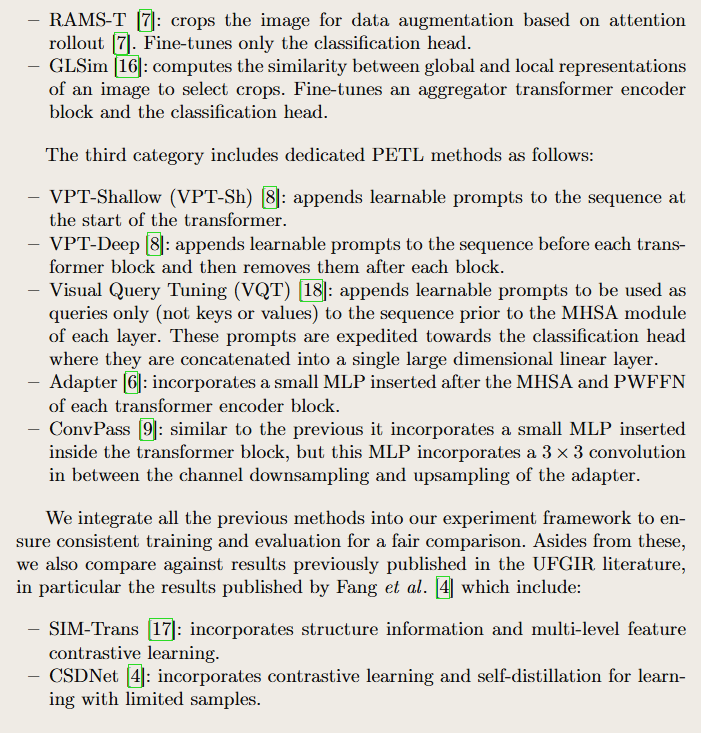 – RAMS-T [7]: crops the image for data augmentation based on attention
rollout [7]. Fine-tunes only the classification head.
– GLSim [16]: computes the similarity between global and local representations
of an image to select crops. Fine-tunes an aggregator transformer encoder
block and the classification head.
The third category includes dedicated PETL methods as follows:
– VPT-Shallow (VPT-Sh) [8]: appends learnable prompts to the sequence at
the start of the transformer.
– VPT-Deep [8]: appends learnable prompts to the sequence before each trans-
former block and then removes them after each block.
– Visual Query Tuning (VQT) [18]: appends learnable prompts to be used as
queries only (not keys or values) to the sequence prior to the MHSA module
of each layer. These prompts are expedited towards the classification head
where they are concatenated into a single large dimensional linear layer.
– Adapter [6]: incorporates a small MLP inserted after the MHSA and PWFFN
of each transformer encoder block.
– ConvPass [9]: similar to the previous it incorporates a small MLP inserted
inside the transformer block, but this MLP incorporates a 3 × 3 convolution
in between the channel downsampling and upsampling of the adapter.
We integrate all the previous methods into our experiment framework to en-
sure consistent training and evaluation for a fair comparison. Asides from these,
we also compare against results previously published in the UFGIR literature,
in particular the results published by Fang et al. [4] which include:
– SIM-Trans [17]: incorporates structure information and multi-level feature
contrastive learning.
– CSDNet [4]: incorporates contrastive learning and self-distillation for learn-
ing with limited samples.